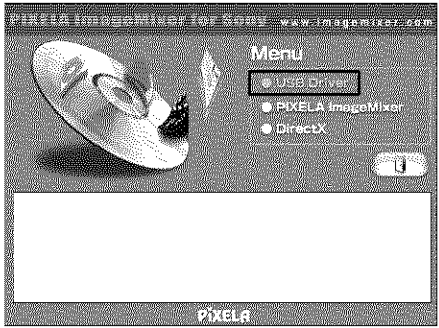 PIXELA ImageMixer for Sony www.imagemixer.com
Menu
USB Driver
PIXELA ImageMixer
DirectX
PIXELA